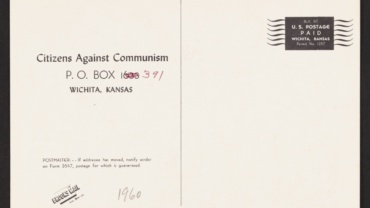 Citizens Against Communism
P. O. BOX 1638 391
WICHITA, KANSAS
U. S. POSTAGE
PAID
WICHITA, KANSAS
POSTMASTER:-- If addressee has moved, notify sender
on Form 3547, postage for which is guaranteed.
1960